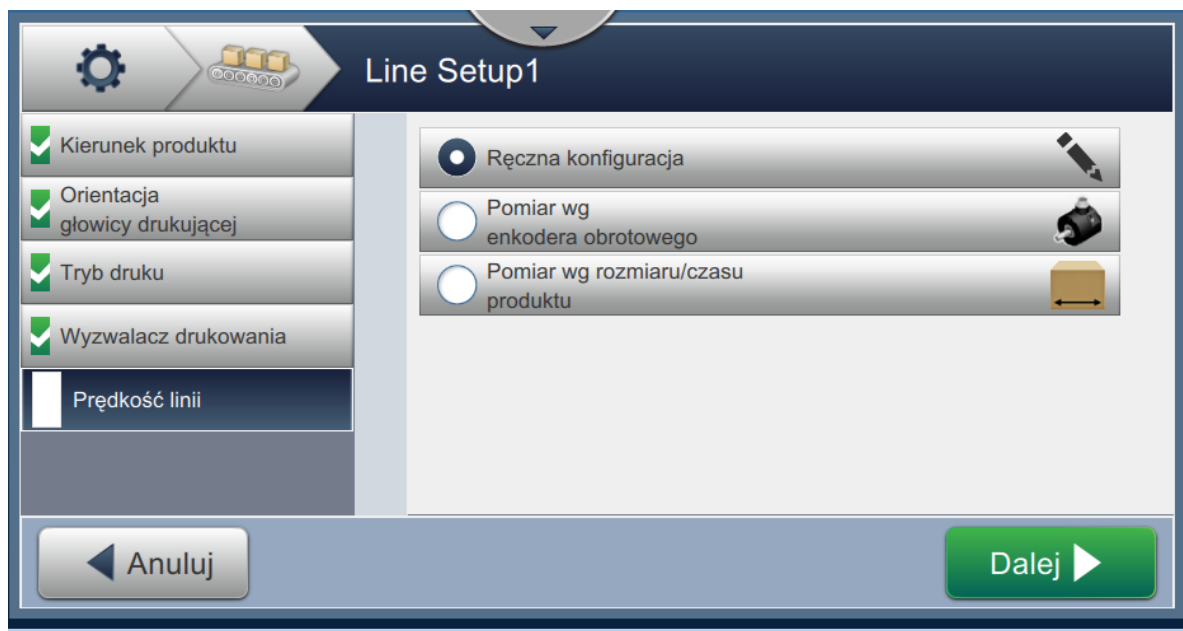 Line Setup1
Kierunek produktu
Orientacja
głowicy drukującej
Tryb druku
Wyzwalacz drukowania
Prędkość linii
Ręczna konfiguracja
Pomiar wg
enkodera obrotowego
Pomiar wg rozmiaru/czasu
produktu
Anuluj
Dalej